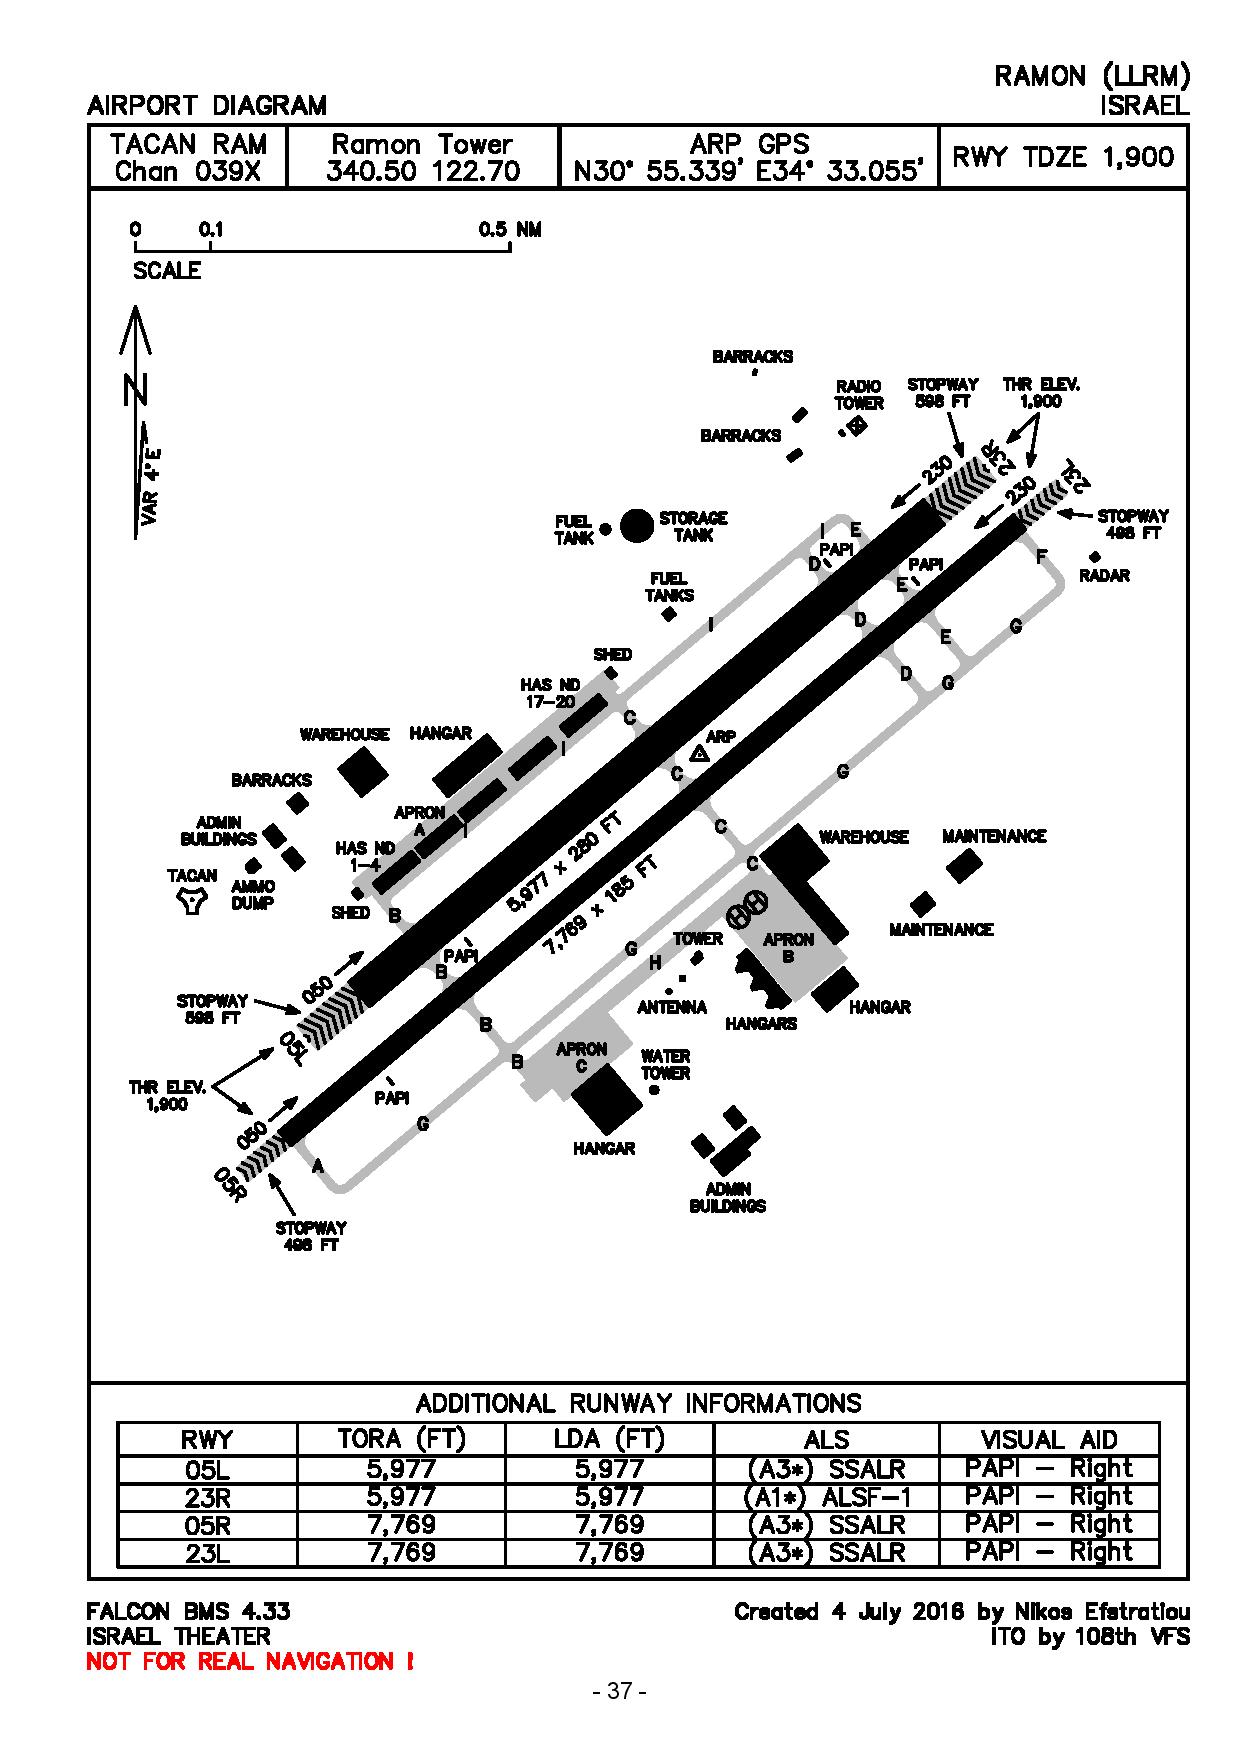 RAMON (LLRM)
AIRPORT DIAGRAM
ISRAEL
TACAN RAM
Chan 039X
Ramon Tower
340.50 122.70
ARP GPS
N30° 55.339' E34° 33.055'
RWY TDZE 1,900
0 0.1 0.5 NM
SCALE
N
VAR 4°E
BARRACKS
RADIO
TOWER
STOPWAY
598 FT
THR ELEV.
1,900
BARRACKS
230
23R
230
23L
STOPWAY
498 FT
FUEL
TANK
STORAGE
TANK
I
E
PAPI
D
PAPI
E
F
RADAR
FUEL
TANKS
I
D
E
G
SHED
D
G
HAS ND
17-20
C
WAREHOUSE
HANGAR
I
ARP
C
G
BARRACKS
APRON
A
I
ADMIN
BUILDINGS
HAS ND
1-4
C
C
WAREHOUSE
MAINTENANCE
TACAN
AMMO
DUMP
5,977 x 280 FT
7,769 x 185 FT
SHED
B
H
H
PAPI
B
G
H
TOWER
APRON
B
MAINTENANCE
050
STOPWAY
598 FT
ANTENNA
HANGAR
HANGARS
B
05L
B
APRON
C
WATER
TOWER
THR ELEV.
1,900
PAPI
050
G
HANGAR
A
05R
ADMIN
BUILDINGS
STOPWAY
498 FT
ADDITIONAL RUNWAY INFORMATIONS
RWY TORA (FT) LDA (FT) ALS VISUAL AID
05L 5,977 5,977 (A3*) SSALR PAPI - Right
23R 5,977 5,977 (A1*) ALSF-1 PAPI - Right
05R 7,769 7,769 (A3*) SSALR PAPI - Right
23L 7,769 7,769 (A3*) SSALR PAPI - Right
FALCON BMS 4.33
Created 4 July 2016 by Nikos Efstratiou
ISRAEL THEATER
ITO by 108th VFS
NOT FOR REAL NAVIGATION !
- 37 -